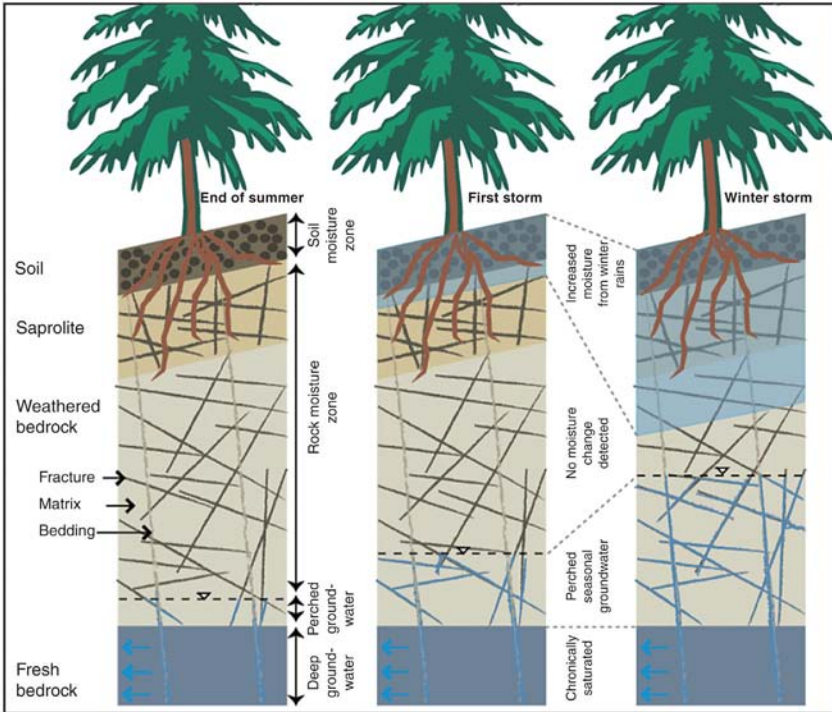 End of summer
First storm
Winter storm
Soil
Saprolite
Weathered
bedrock
Fracture
Matrix
Bedding
Fresh
bedrock
Soil
moisture
zone
Rock moisture
zone
Perched
ground-
water
Deep
ground-
water
Increased
moisture
from winter
rains
No moisture
change
detected
Perched
seasonal
groundwater
Chronically
saturated